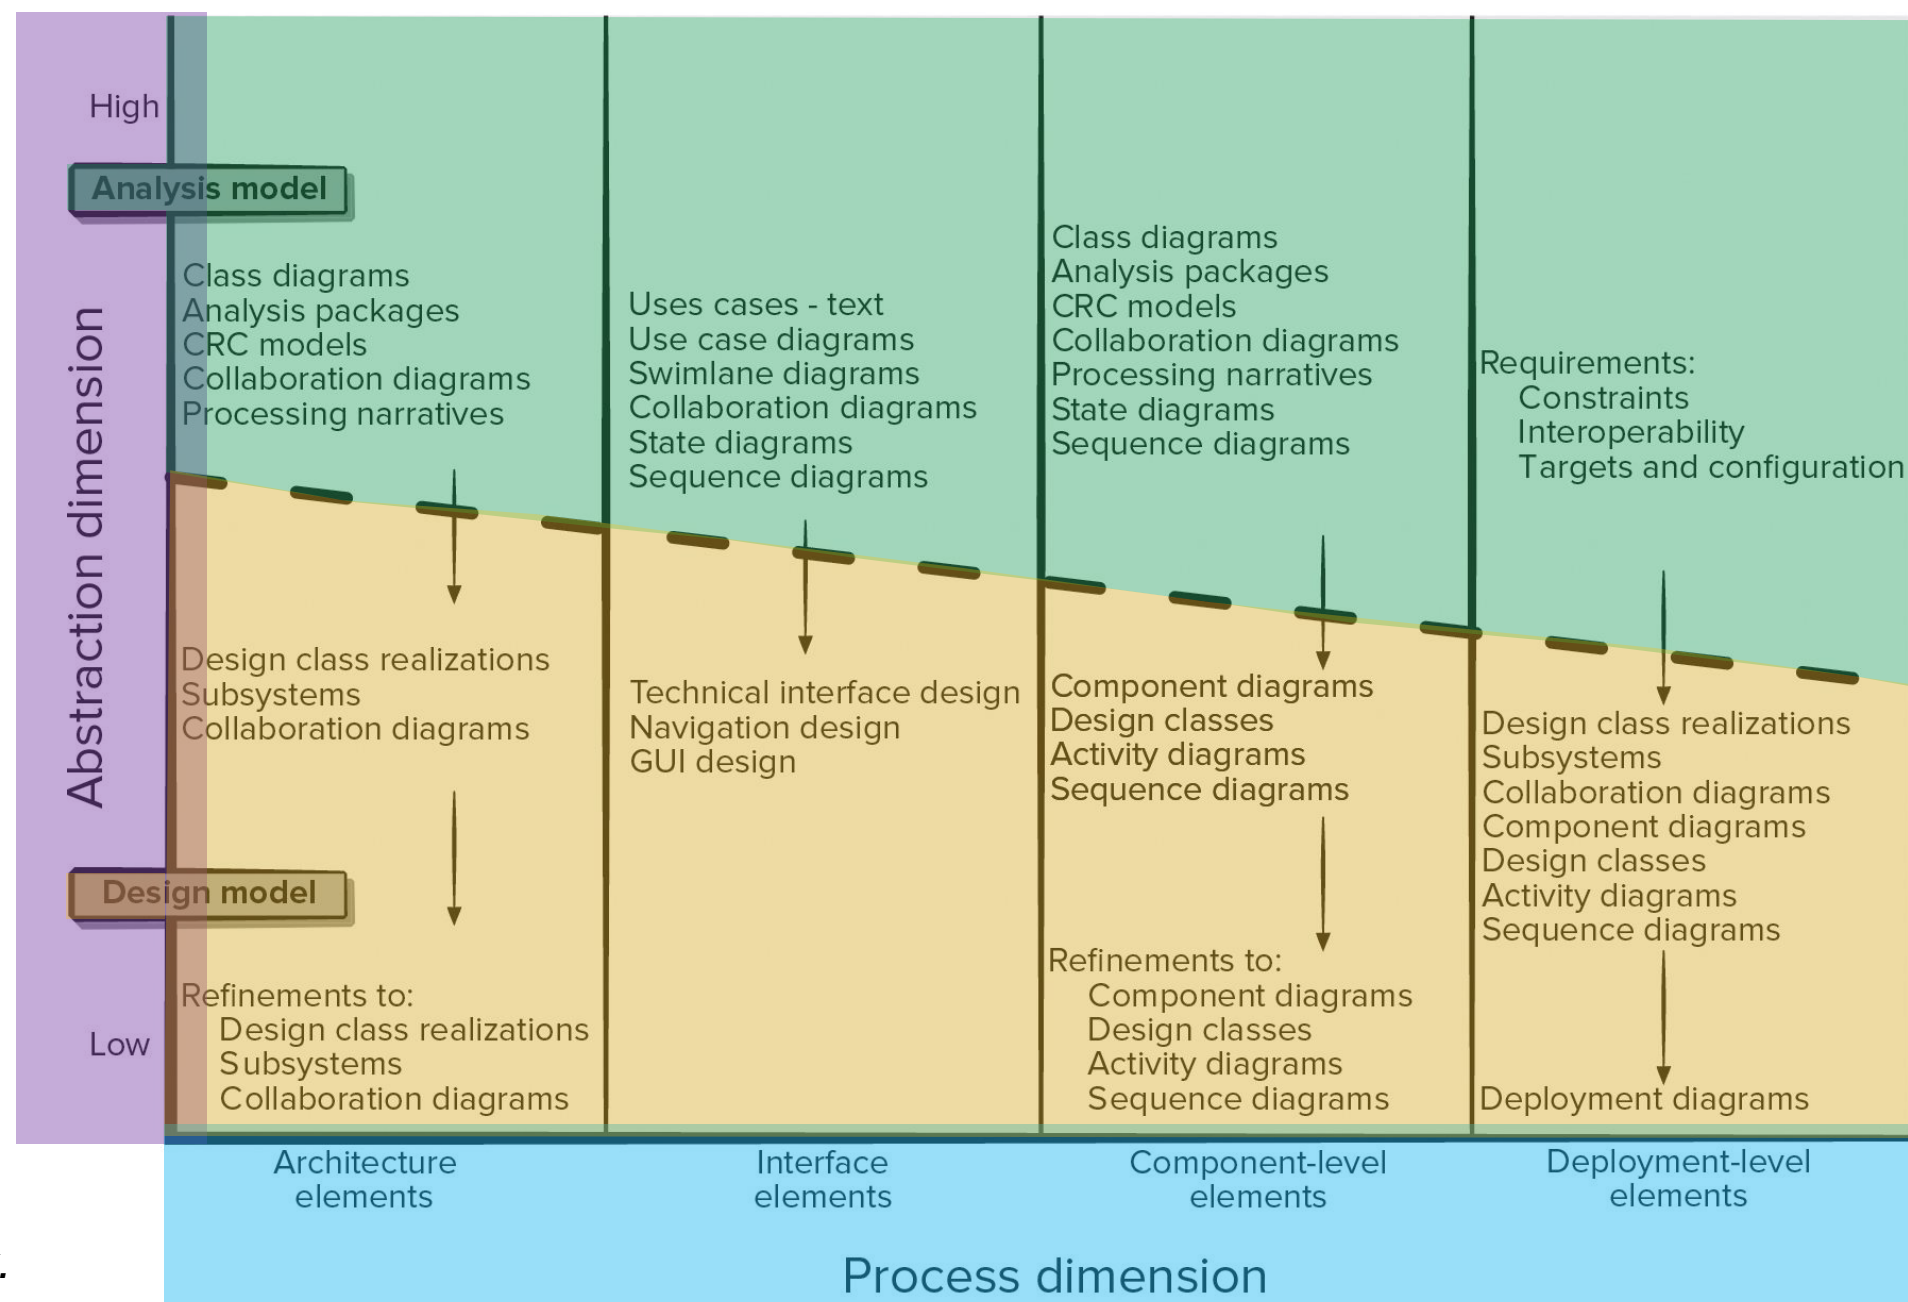 High
Analysis model
Abstraction dimension
Class diagrams
Analysis packages
CRC models
Collaboration diagrams
Processing narratives
Design class realizations
Subsystems
Collaboration diagrams
Design model
Refinements to:
Design class realizations
Subsystems
Collaboration diagrams
Low
Uses cases - text
Use case diagrams
Swimlane diagrams
Collaboration diagrams
State diagrams
Sequence diagrams
Technical interface design
Navigation design
GUI design
Class diagrams
Analysis packages
CRC models
Collaboration diagrams
Processing narratives
State diagrams
Sequence diagrams
Component diagrams
Design classes
Activity diagrams
Sequence diagrams
Refinements to:
Component diagrams
Design classes
Activity diagrams
Sequence diagrams
Requirements:
Constraints
Interoperability
Targets and configuration
Design class realizations
Subsystems
Collaboration diagrams
Component diagrams
Design classes
Activity diagrams
Sequence diagrams
Deployment diagrams
Architecture
elements
Interface
elements
Component-level
elements
Deployment-level
elements
Process dimension